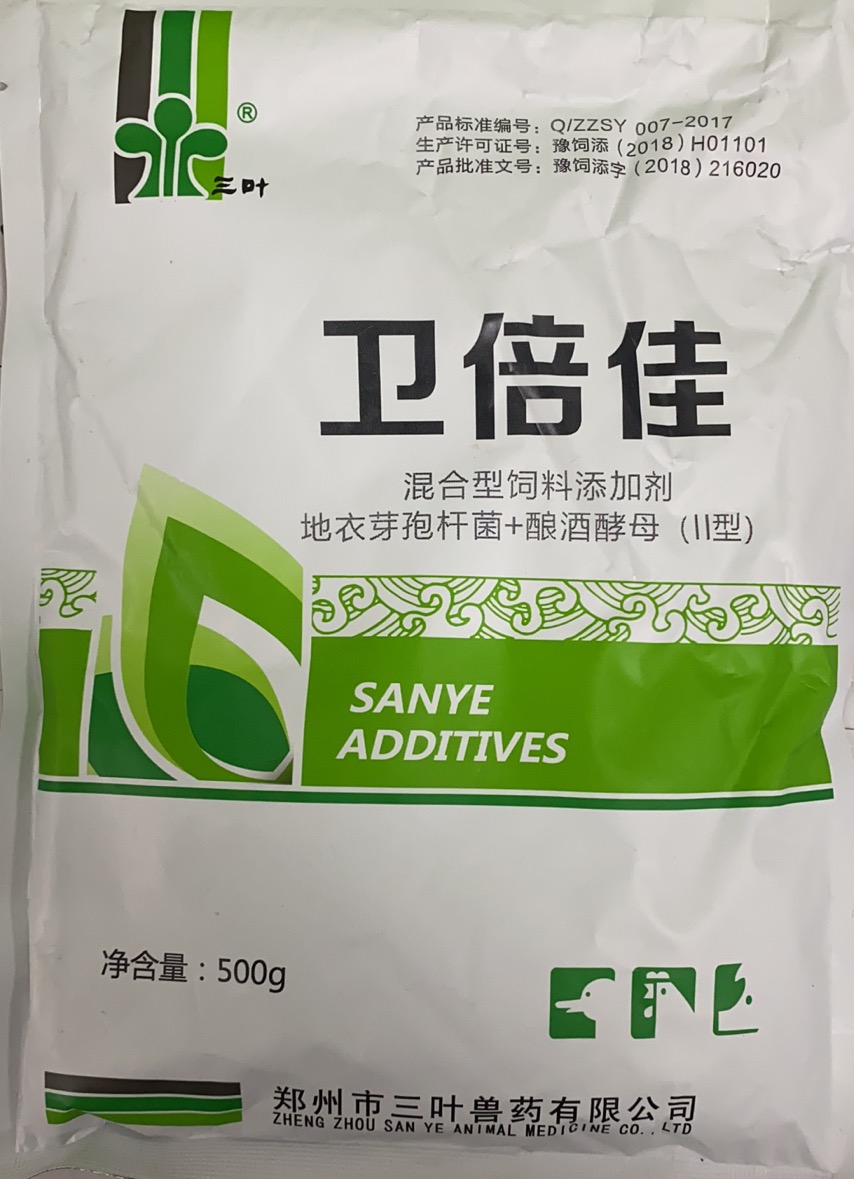 ®
三叶
产品标准编号：Q/ZZSY 007-2017
生产许可证号：豫饲添（2018）H01101
产品批准文号：豫饲添字（2018）216020
卫倍佳
混合型饲料添加剂
地衣芽孢杆菌+酿酒酵母（II型）
SANYE
ADDITIVES
净含量：500g
郑州市三叶兽药有限公司
ZHENG ZHOU SAN YE ANIMAL MEDICINE CO.,LTD